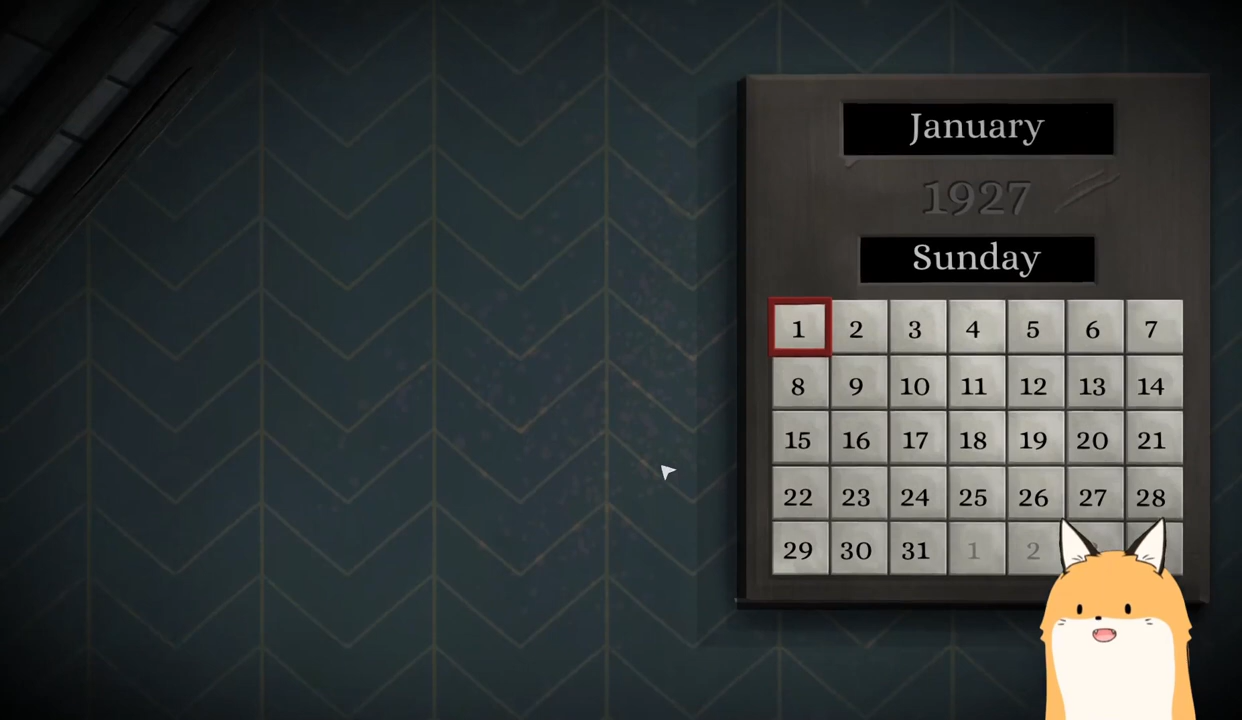 January
1927
Sunday
1 2 3 4 5 6 7
8 9 10 11 12 13 14
15 16 17 18 19 20 21
22 23 24 25 26 27 28
29 30 31 1 2